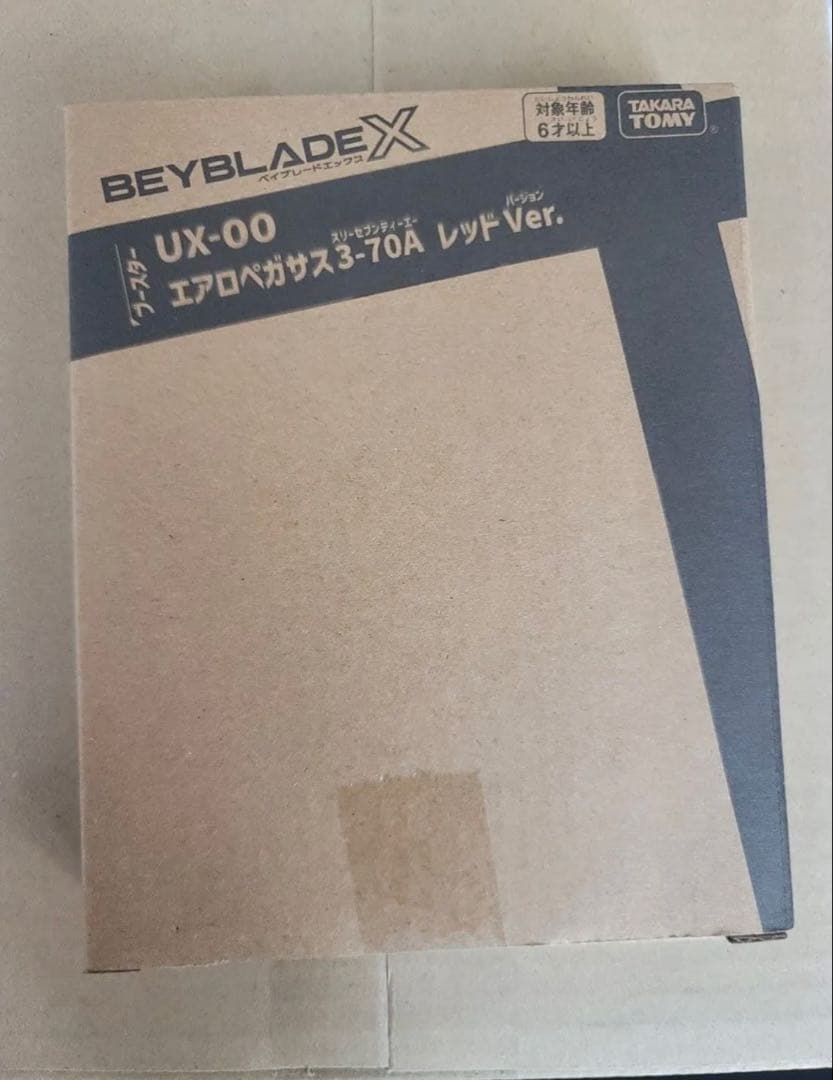 対象年齢
6才以上
TAKARA
TOMY
BEYBLADE X
ベイブレードエックス
ブースター
UX-00
スリーセブンティーエー
バージョン
エアロペガサス3-70A レッドVer.